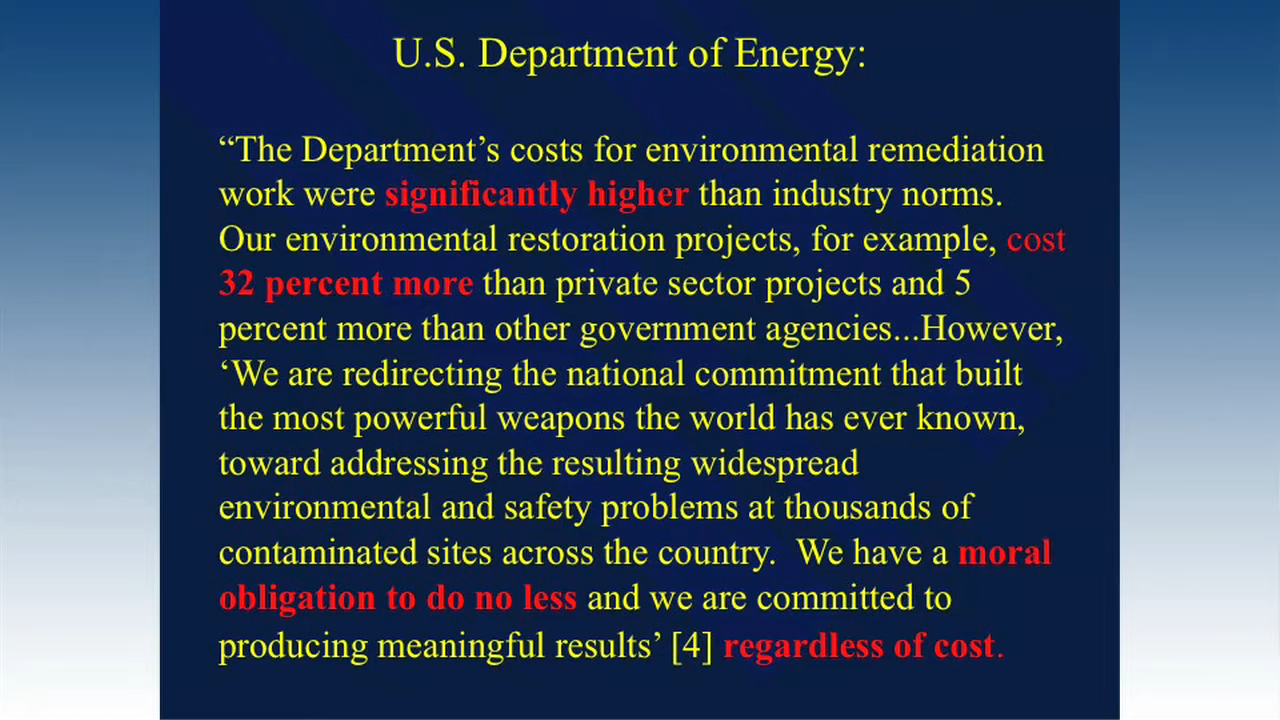 U.S. Department of Energy:
“The Department’s costs for environmental remediation
work were significantly higher than industry norms.
Our environmental restoration projects, for example, cost
32 percent more than private sector projects and 5
percent more than other government agencies...However,
‘We are redirecting the national commitment that built
the most powerful weapons the world has ever known,
toward addressing the resulting widespread
environmental and safety problems at thousands of
contaminated sites across the country.  We have a moral
obligation to do no less and we are committed to
producing meaningful results’ [4] regardless of cost.